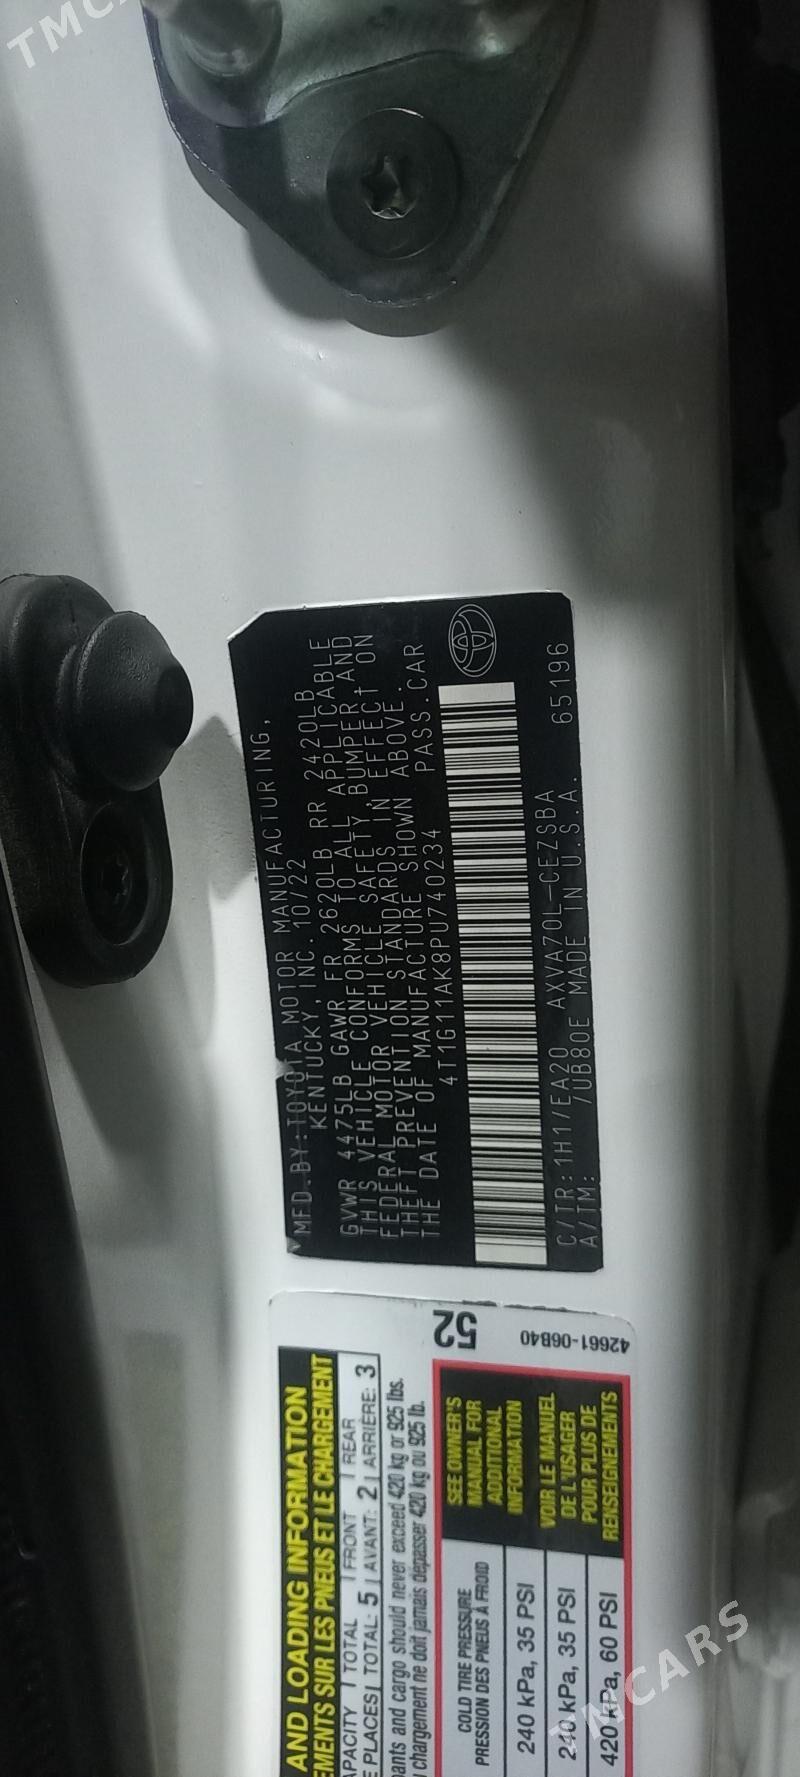 MFD.BY:TOYOTA MOTOR MANUFACTURING,
KENTUCKY, INC. 10/22
GVWR 4475LB GAWR FR 2620LB RR 2420LB
THIS VEHICLE CONFORMS TO ALL APPLICABLE
FEDERAL MOTOR VEHICLE SAFETY, BUMPER, AND
THEFT PREVENTION STANDARDS IN EFFECT ON
THE DATE OF MANUFACTURE SHOWN ABOVE.
4T1G11AK8PU740234 PASS.CAR
C/TR:1H1/EA20 AXVA70L-CEZSBA 65196
A/TM: /UB80E MADE IN U.S.A.
AND LOADING INFORMATION
EMENTS SUR LES PNEUS ET LE CHARGEMENT
PACITY TOTAL FRONT REAR
E PLACES TOTAL: 5 AVANT: 2 ARRIÈRE: 3
pants and cargo should never exceed 420 kg or 925 lbs.
u chargement ne doit jamais dépasser 420 kg ou 925 lb.
52
42661-06B40
COLD TIRE PRESSURE
PRESSION DES PNEUS À FROID
240 kPa, 35 PSI
240 kPa, 35 PSI
420 kPa, 60 PSI
SEE OWNER'S
MANUAL FOR
ADDITIONAL
INFORMATION
VOIR LE MANUEL
DE L'USAGER
POUR PLUS DE
RENSEIGNEMENTS
TMCARS
TMCA